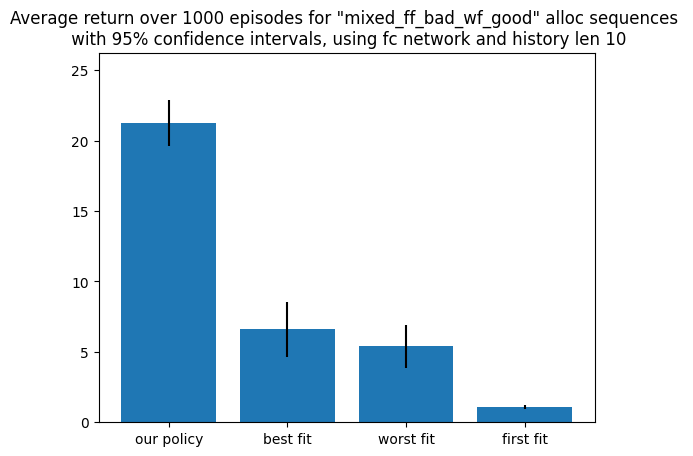 Average return over 1000 episodes for "mixed_ff_bad_wf_good" alloc sequences
with 95% confidence intervals, using fc network and history len 10
25
20
15
10
5
0
our policy
best fit
worst fit
first fit